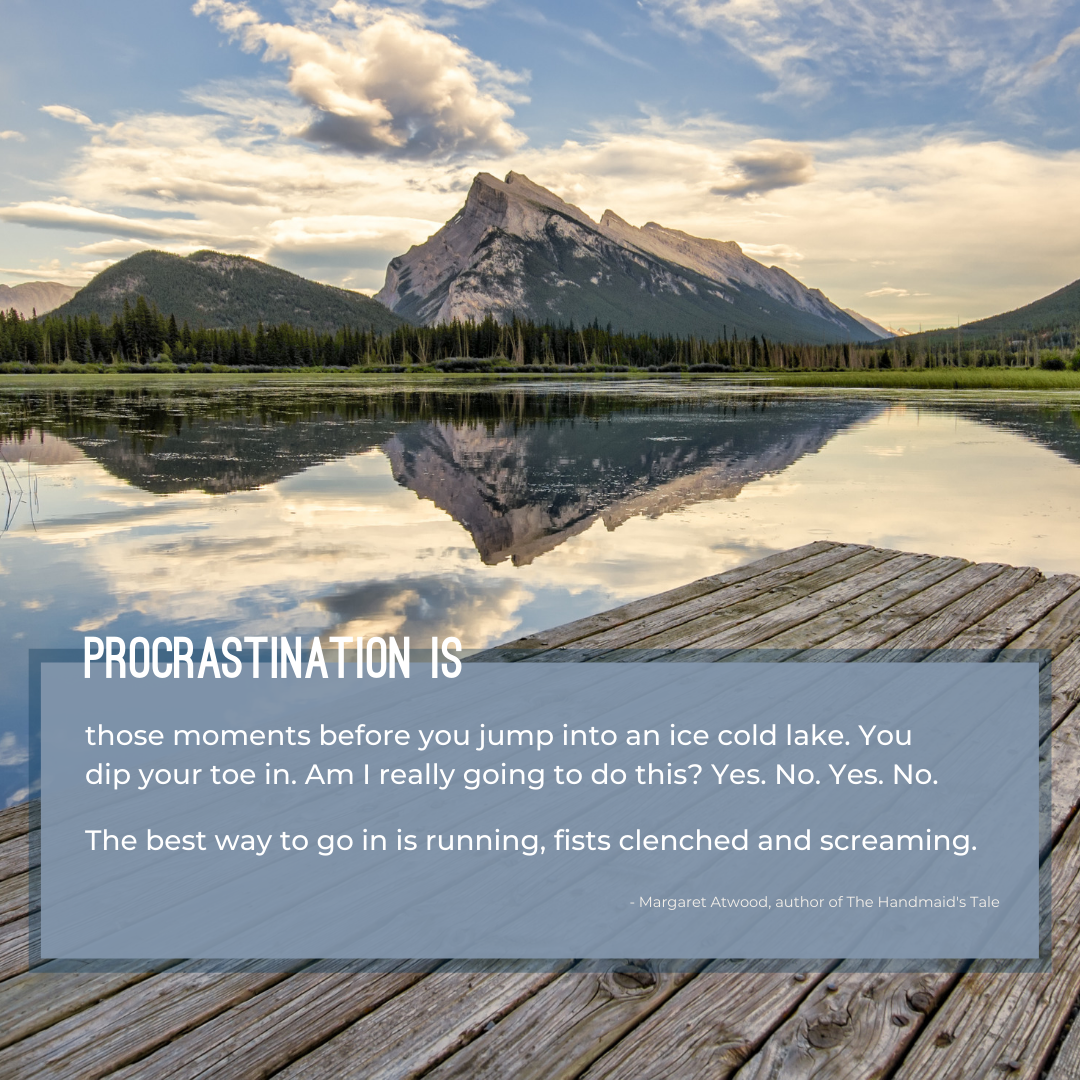 PROCRASTINATION IS
those moments before you jump into an ice cold lake. You
dip your toe in. Am I really going to do this? Yes. No. Yes. No.
The best way to go in is running, fists clenched and screaming.
- Margaret Atwood, author of The Handmaid's Tale